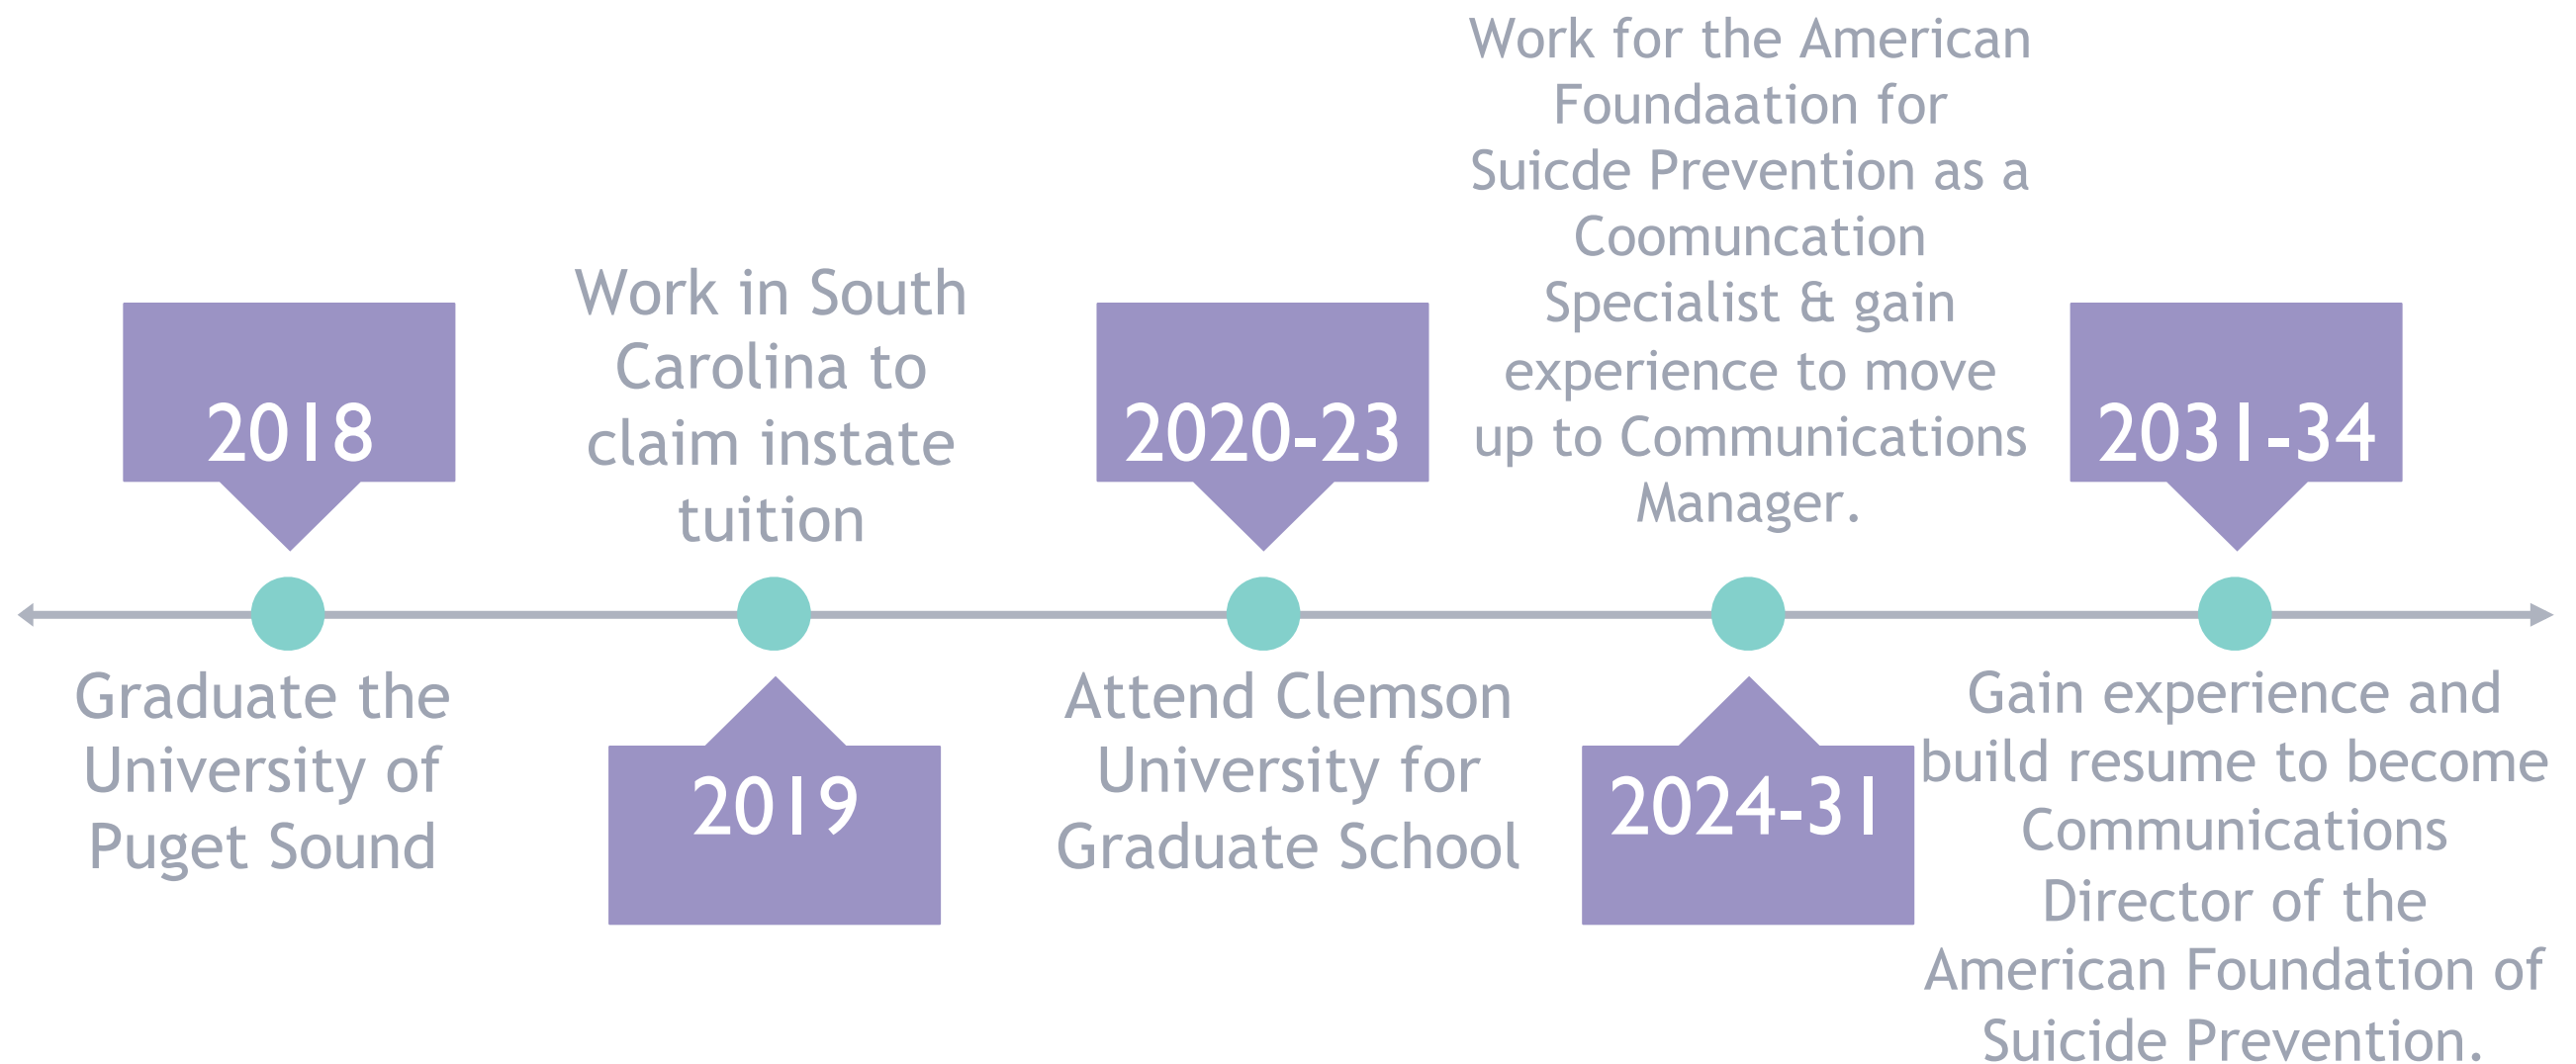 2018
Graduate the
University of
Puget Sound
Work in South
Carolina to
claim instate
tuition
2019
2020-23
Attend Clemson
University for
Graduate School
Work for the American
Foundaation for
Suicde Prevention as a
Coomuncation
Specialist & gain
experience to move
up to Communications
Manager.
2024-31
2031-34
Gain experience and
build resume to become
Communications
Director of the
American Foundation of
Suicide Prevention.